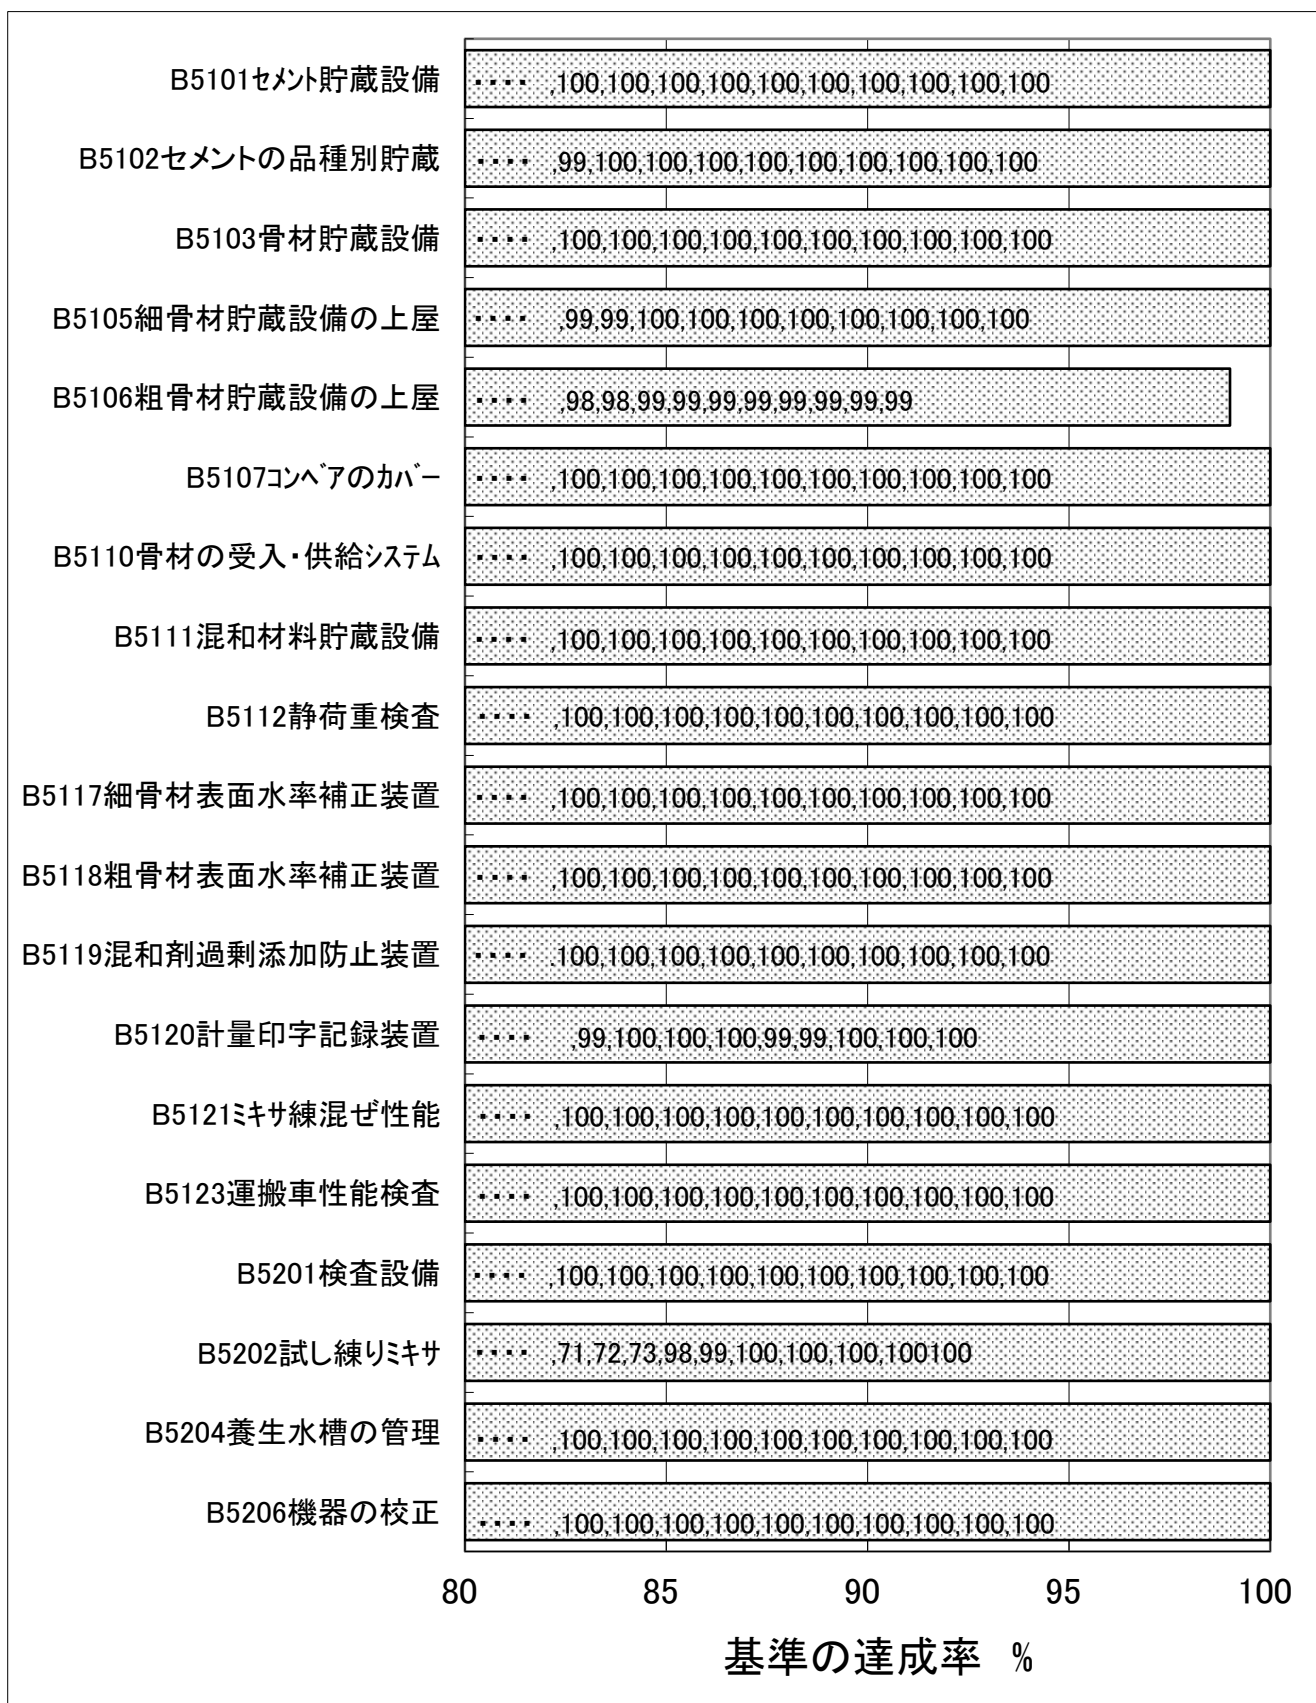 B5101セメント貯蔵設備 ････ ,100,100,100,100,100,100,100,100,100,100
B5102セメントの品種別貯蔵 ････ ,99,100,100,100,100,100,100,100,100,100
B5103骨材貯蔵設備 ････ ,100,100,100,100,100,100,100,100,100,100
B5105細骨材貯蔵設備の上屋 ････ ,99,99,100,100,100,100,100,100,100,100
B5106粗骨材貯蔵設備の上屋 ････ ,98,98,99,99,99,99,99,99,99,99
B5107コンベアのカバー ････ ,100,100,100,100,100,100,100,100,100,100
B5110骨材の受入・供給システム ････ ,100,100,100,100,100,100,100,100,100,100
B5111混和材料貯蔵設備 ････ ,100,100,100,100,100,100,100,100,100,100
B5112静荷重検査 ････ ,100,100,100,100,100,100,100,100,100,100
B5117細骨材表面水率補正装置 ････ ,100,100,100,100,100,100,100,100,100,100
B5118粗骨材表面水率補正装置 ････ ,100,100,100,100,100,100,100,100,100,100
B5119混和剤過剰添加防止装置 ････ .100,100,100,100,100,100,100,100,100,100
B5120計量印字記録装置 ････ ,99,100,100,100,99,99,100,100,100
B5121ミキサ練混ぜ性能 ････ ,100,100,100,100,100,100,100,100,100,100
B5123運搬車性能検査 ････ ,100,100,100,100,100,100,100,100,100,100
B5201検査設備 ････ ,100,100,100,100,100,100,100,100,100,100
B5202試し練りミキサ ････ ,71,72,73,98,99,100,100,100,100100
B5204養生水槽の管理 ････ ,100,100,100,100,100,100,100,100,100,100
B5206機器の校正 ････ ,100,100,100,100,100,100,100,100,100,100
80 85 90 95 100
基準の達成率 %